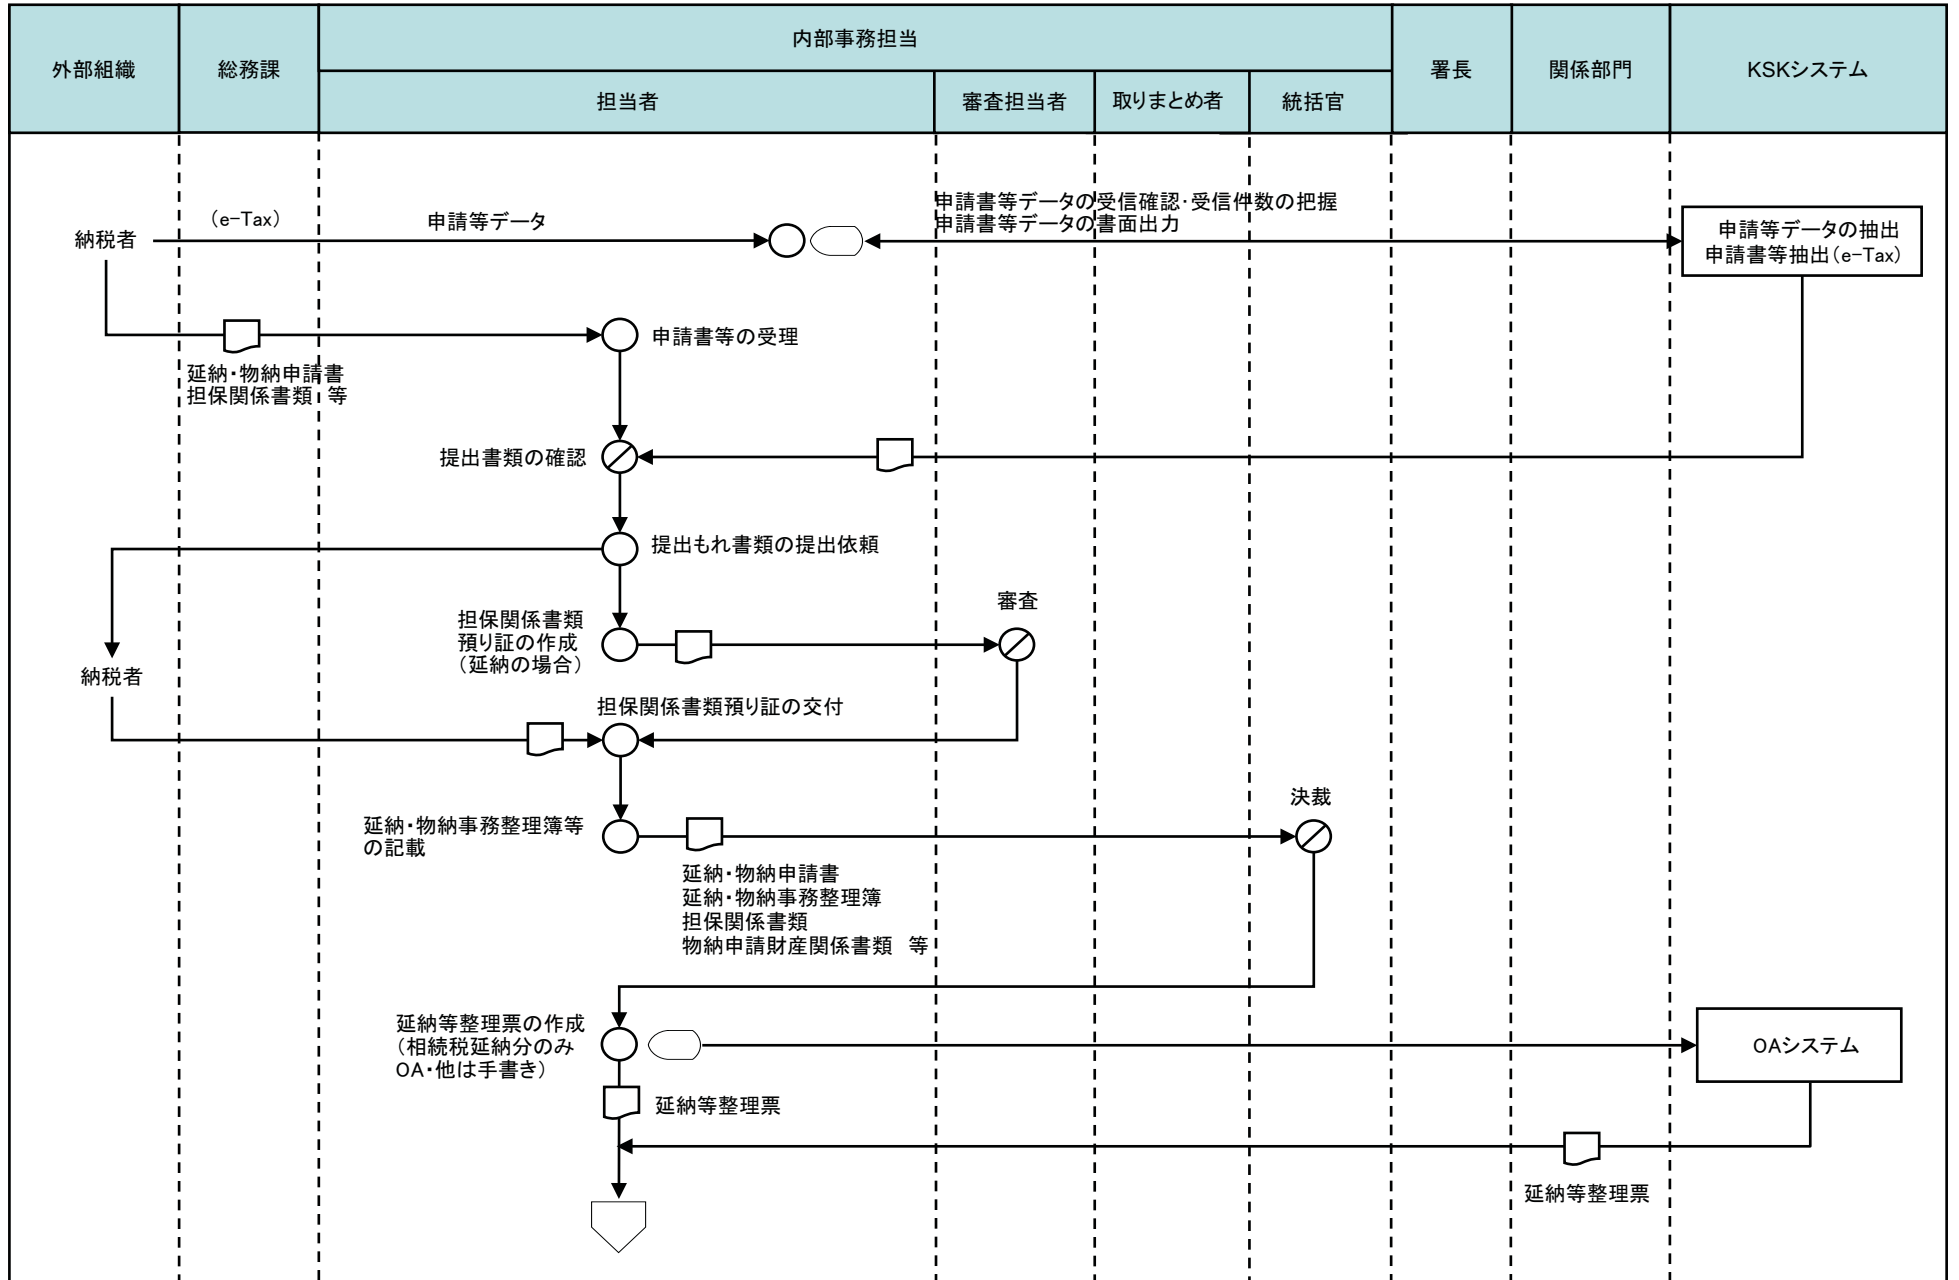 外部組織
総務課
内部事務担当
担当者
審査担当者
取りまとめ者
統括官
署長
関係部門
KSKシステム
納税者
（e-Tax）
申請等データ
申請書等データの受信確認・受信件数の把握
申請書等データの書面出力
申請等データの抽出
申請書等抽出（e-Tax）
申請書等の受理
延納・物納申請書
担保関係書類　等
提出書類の確認
提出もれ書類の提出依頼
審査
担保関係書類
預り証の作成
（延納の場合）
納税者
担保関係書類預り証の交付
決裁
延納・物納事務整理簿等
の記載
延納・物納申請書
延納・物納事務整理簿
担保関係書類
物納申請財産関係書類　等
延納等整理票の作成
（相続税延納分のみ
OA・他は手書き）
OAシステム
延納等整理票
延納等整理票